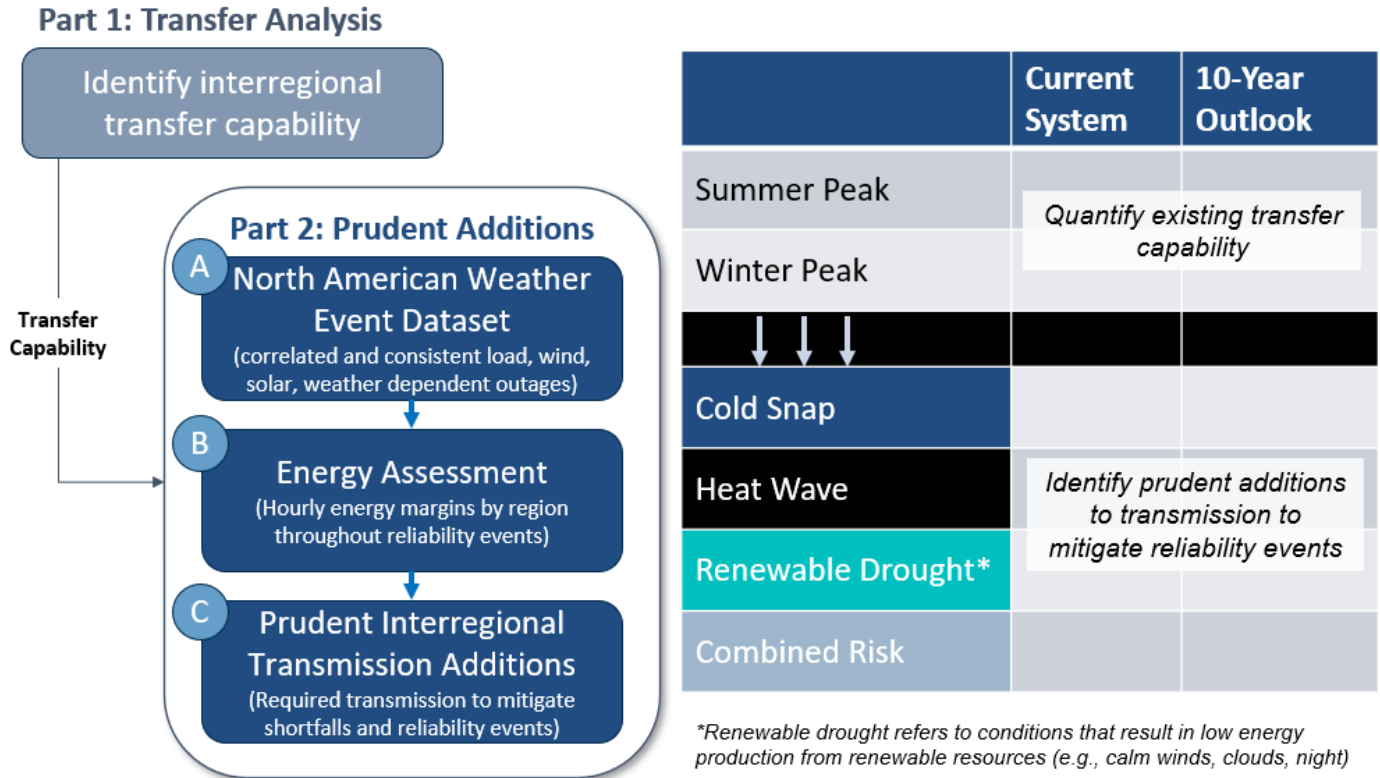 Part 1: Transfer Analysis
Identify interregional
transfer capability
Transfer
Capability
Part 2: Prudent Additions
A
North American Weather
Event Dataset
(correlated and consistent load, wind,
solar, weather dependent outages)
B
Energy Assessment
(Hourly energy margins by region
throughout reliability events)
C
Prudent Interregional
Transmission Additions
(Required transmission to mitigate
shortfalls and reliability events)
Current
System
10-Year
Outlook
Summer Peak
Winter Peak
Quantify existing transfer
capability
Cold Snap
Heat Wave
Renewable Drought*
Combined Risk
Identify prudent additions
to transmission to
mitigate reliability events
*Renewable drought refers to conditions that result in low energy
production from renewable resources (e.g., calm winds, clouds, night)